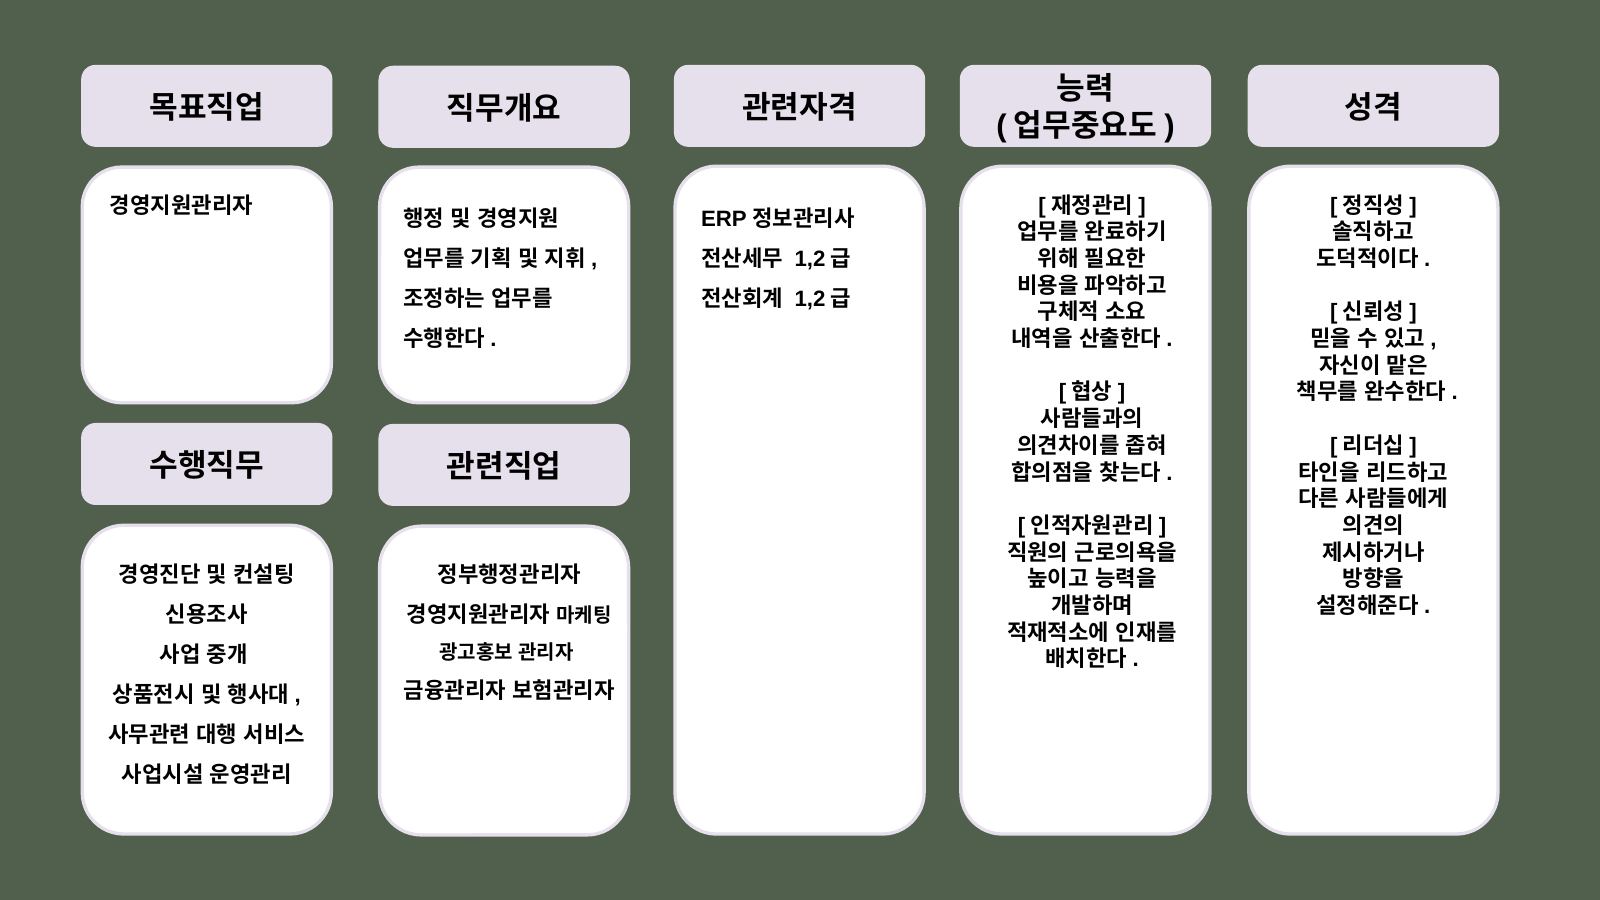 목표직업
경영지원관리자
수행직무
경영진단 및 컨설팅
신용조사
사업 중개
상품전시 및 행사대 ,
사무관련 대행 서비스
사업시설 운영관리
직무개요
행정 및 경영지원
업무를 기획 및 지휘 ,
조정하는 업무를
수행한다 .
관련직업
정부행정관리자
경영지원관리자 마케팅
광고홍보 관리자
금융관리자 보험관리자
관련자격
ERP 정보관리사
전산세무 1,2 급
전산회계 1,2 급
능력
( 업무중요도 )
[ 재정관리 ]
업무를 완료하기
위해 필요한
비용을 파악하고
구체적 소요
내역을 산출한다 .
[ 협상 ]
사람들과의
의견차이를 좁혀
합의점을 찾는다 .
[ 인적자원관리 ]
직원의 근로의욕을
높이고 능력을
개발하며
적재적소에 인재를
배치한다 .
성격
[ 정직성 ]
솔직하고
도덕적이다 .
[ 신뢰성 ]
믿을 수 있고 ,
자신이 맡은
책무를 완수한다 .
[ 리더십 ]
타인을 리드하고
다른 사람들에게
의견의
제시하거나
방향을
설정해준다 .